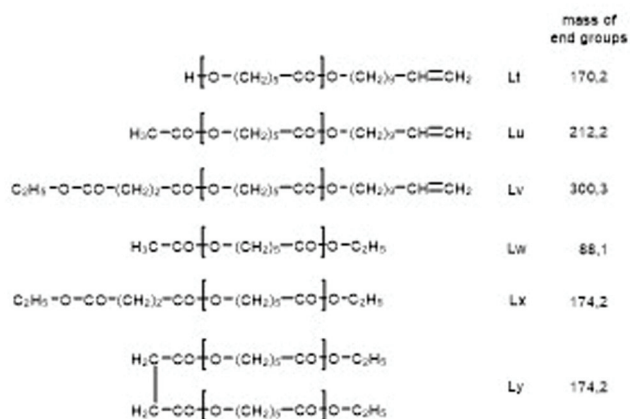 mass of
end groups
H[O–(CH₂)₅–CO]O–(CH₂)₉–CH=CH₂ Lt 170,2
H₃C–CO[O–(CH₂)₅–CO]O–(CH₂)₉–CH=CH₂ Lu 212,2
C₂H₅–O–CO–(CH₂)₂–CO[O–(CH₂)₅–CO]O–(CH₂)₉–CH=CH₂ Lv 300,3
H₃C–CO[O–(CH₂)₅–CO]O–C₂H₅ Lw 88,1
C₂H₅–O–CO–(CH₂)₂–CO[O–(CH₂)₅–CO]O–C₂H₅ Lx 174,2
H₂C–CO[O–(CH₂)₅–CO]O–C₂H₅
Ly 174,2
H₂C–CO[O–(CH₂)₅–CO]O–C₂H₅